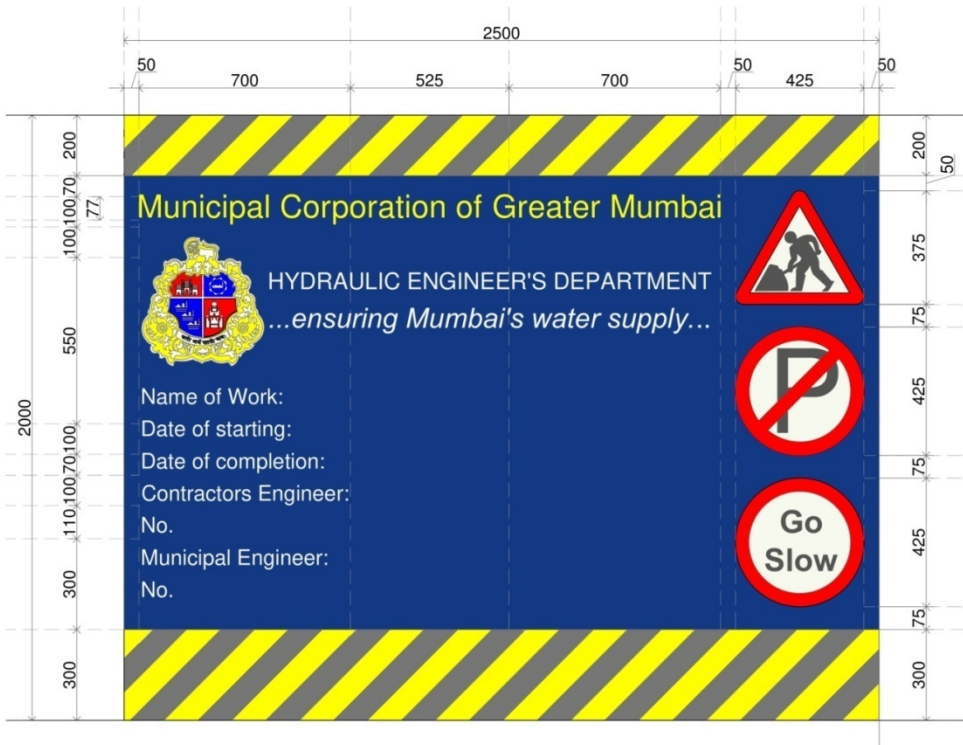 2500
50
700
525
700
50
425
50
200
70
100
77
100
550
100
70
100
110
300
300
2000
200
50
375
75
425
75
425
75
300
Municipal Corporation of Greater Mumbai
HYDRAULIC ENGINEER'S DEPARTMENT
...ensuring Mumbai's water supply...
Name of Work:
Date of starting:
Date of completion:
Contractors Engineer:
No.
Municipal Engineer:
No.
P
Go
Slow